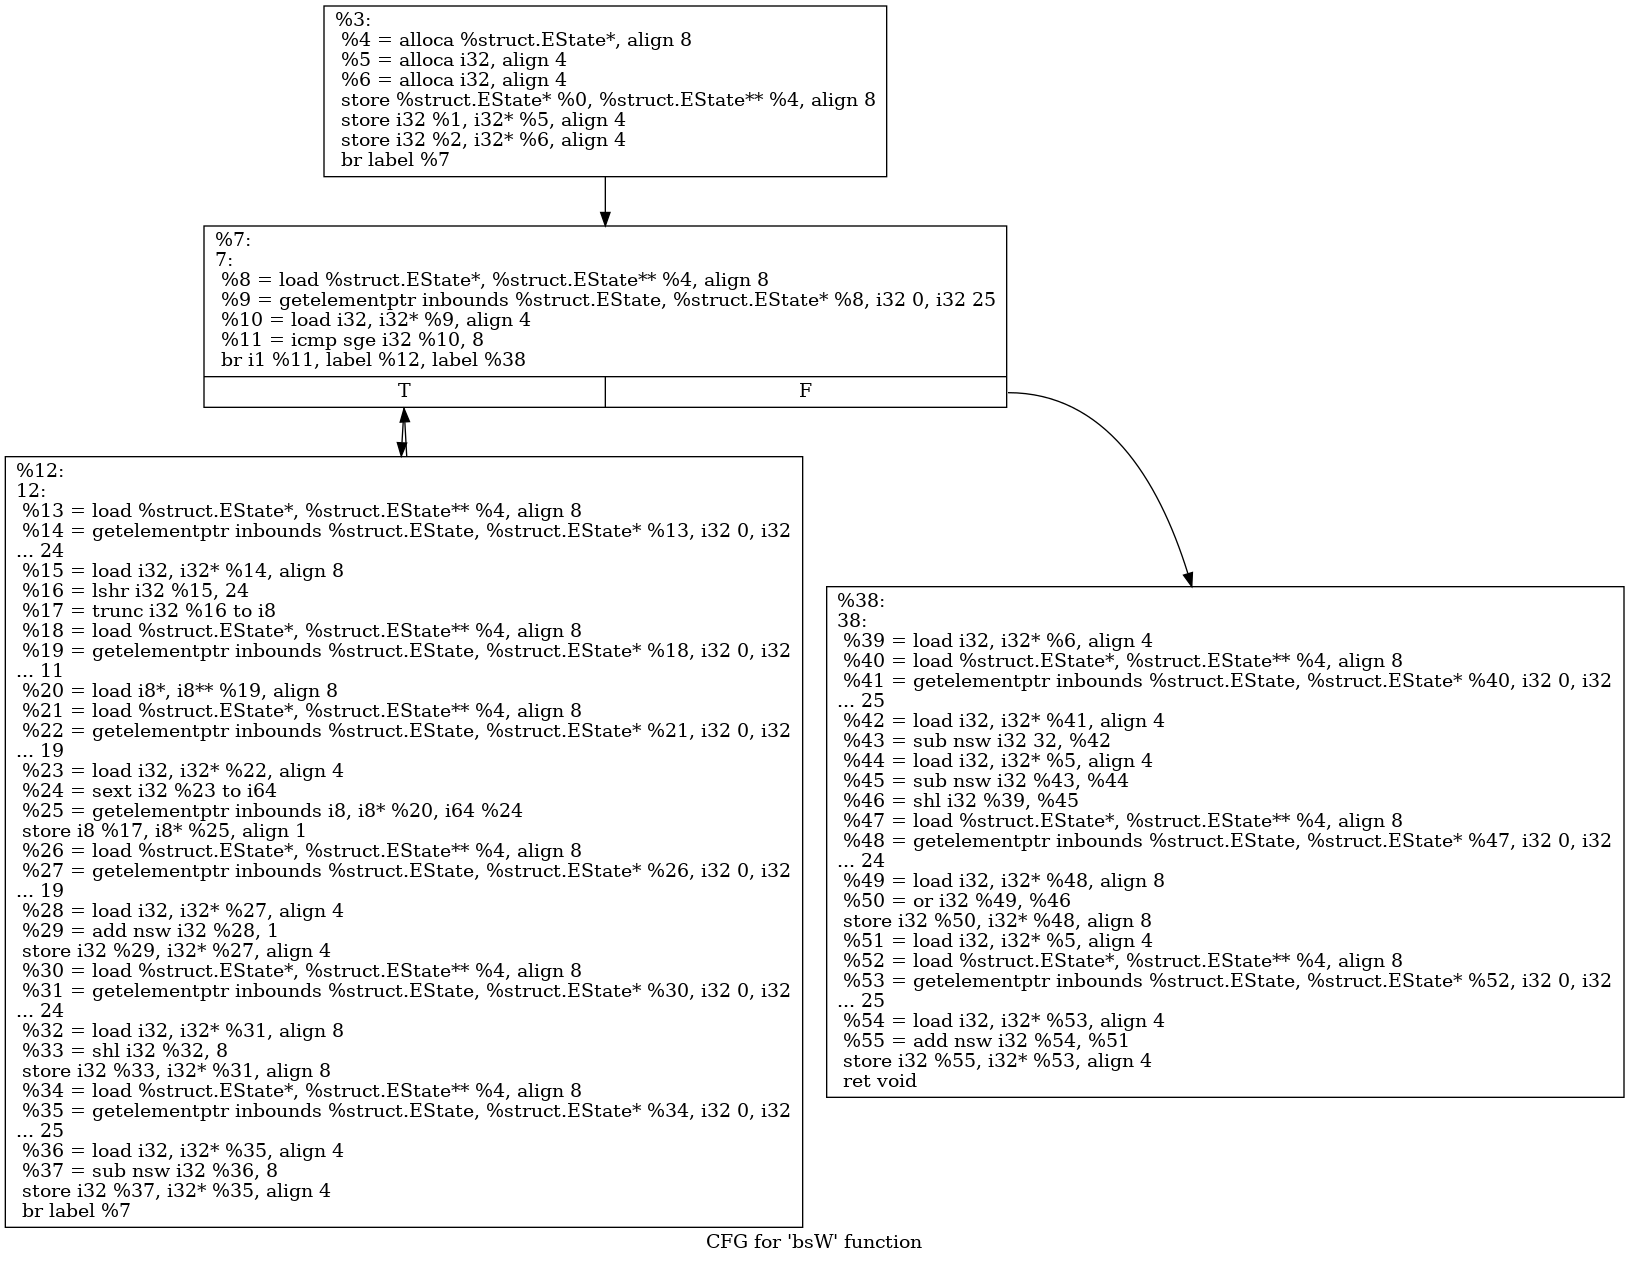 %3:
%4 = alloca %struct.EState*, align 8
%5 = alloca i32, align 4
%6 = alloca i32, align 4
store %struct.EState* %0, %struct.EState** %4, align 8
store i32 %1, i32* %5, align 4
store i32 %2, i32* %6, align 4
br label %7
%7:
7:
%8 = load %struct.EState*, %struct.EState** %4, align 8
%9 = getelementptr inbounds %struct.EState, %struct.EState* %8, i32 0, i32 25
%10 = load i32, i32* %9, align 4
%11 = icmp sge i32 %10, 8
br i1 %11, label %12, label %38
T
F
%12:
12:
%13 = load %struct.EState*, %struct.EState** %4, align 8
%14 = getelementptr inbounds %struct.EState, %struct.EState* %13, i32 0, i32
... 24
%15 = load i32, i32* %14, align 8
%16 = lshr i32 %15, 24
%17 = trunc i32 %16 to i8
%18 = load %struct.EState*, %struct.EState** %4, align 8
%19 = getelementptr inbounds %struct.EState, %struct.EState* %18, i32 0, i32
... 11
%20 = load i8*, i8** %19, align 8
%21 = load %struct.EState*, %struct.EState** %4, align 8
%22 = getelementptr inbounds %struct.EState, %struct.EState* %21, i32 0, i32
... 19
%23 = load i32, i32* %22, align 4
%24 = sext i32 %23 to i64
%25 = getelementptr inbounds i8, i8* %20, i64 %24
store i8 %17, i8* %25, align 1
%26 = load %struct.EState*, %struct.EState** %4, align 8
%27 = getelementptr inbounds %struct.EState, %struct.EState* %26, i32 0, i32
... 19
%28 = load i32, i32* %27, align 4
%29 = add nsw i32 %28, 1
store i32 %29, i32* %27, align 4
%30 = load %struct.EState*, %struct.EState** %4, align 8
%31 = getelementptr inbounds %struct.EState, %struct.EState* %30, i32 0, i32
... 24
%32 = load i32, i32* %31, align 8
%33 = shl i32 %32, 8
store i32 %33, i32* %31, align 8
%34 = load %struct.EState*, %struct.EState** %4, align 8
%35 = getelementptr inbounds %struct.EState, %struct.EState* %34, i32 0, i32
... 25
%36 = load i32, i32* %35, align 4
%37 = sub nsw i32 %36, 8
store i32 %37, i32* %35, align 4
br label %7
%38:
38:
%39 = load i32, i32* %6, align 4
%40 = load %struct.EState*, %struct.EState** %4, align 8
%41 = getelementptr inbounds %struct.EState, %struct.EState* %40, i32 0, i32
... 25
%42 = load i32, i32* %41, align 4
%43 = sub nsw i32 32, %42
%44 = load i32, i32* %5, align 4
%45 = sub nsw i32 %43, %44
%46 = shl i32 %39, %45
%47 = load %struct.EState*, %struct.EState** %4, align 8
%48 = getelementptr inbounds %struct.EState, %struct.EState* %47, i32 0, i32
... 24
%49 = load i32, i32* %48, align 8
%50 = or i32 %49, %46
store i32 %50, i32* %48, align 8
%51 = load i32, i32* %5, align 4
%52 = load %struct.EState*, %struct.EState** %4, align 8
%53 = getelementptr inbounds %struct.EState, %struct.EState* %52, i32 0, i32
... 25
%54 = load i32, i32* %53, align 4
%55 = add nsw i32 %54, %51
store i32 %55, i32* %53, align 4
ret void
CFG for 'bsW' function